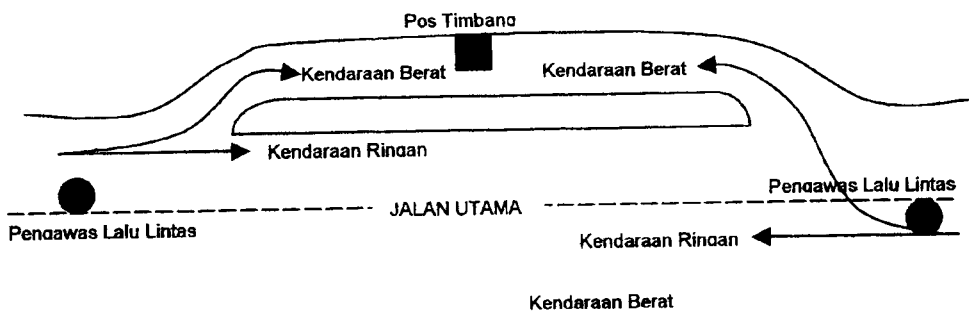 Pos Timbang
Kendaraan Berat
Kendaraan Berat
Kendaraan Ringan
Pengawas Lalu Lintas
JALAN UTAMA
Pengawas Lalu Lintas
Kendaraan Ringan
Kendaraan Berat